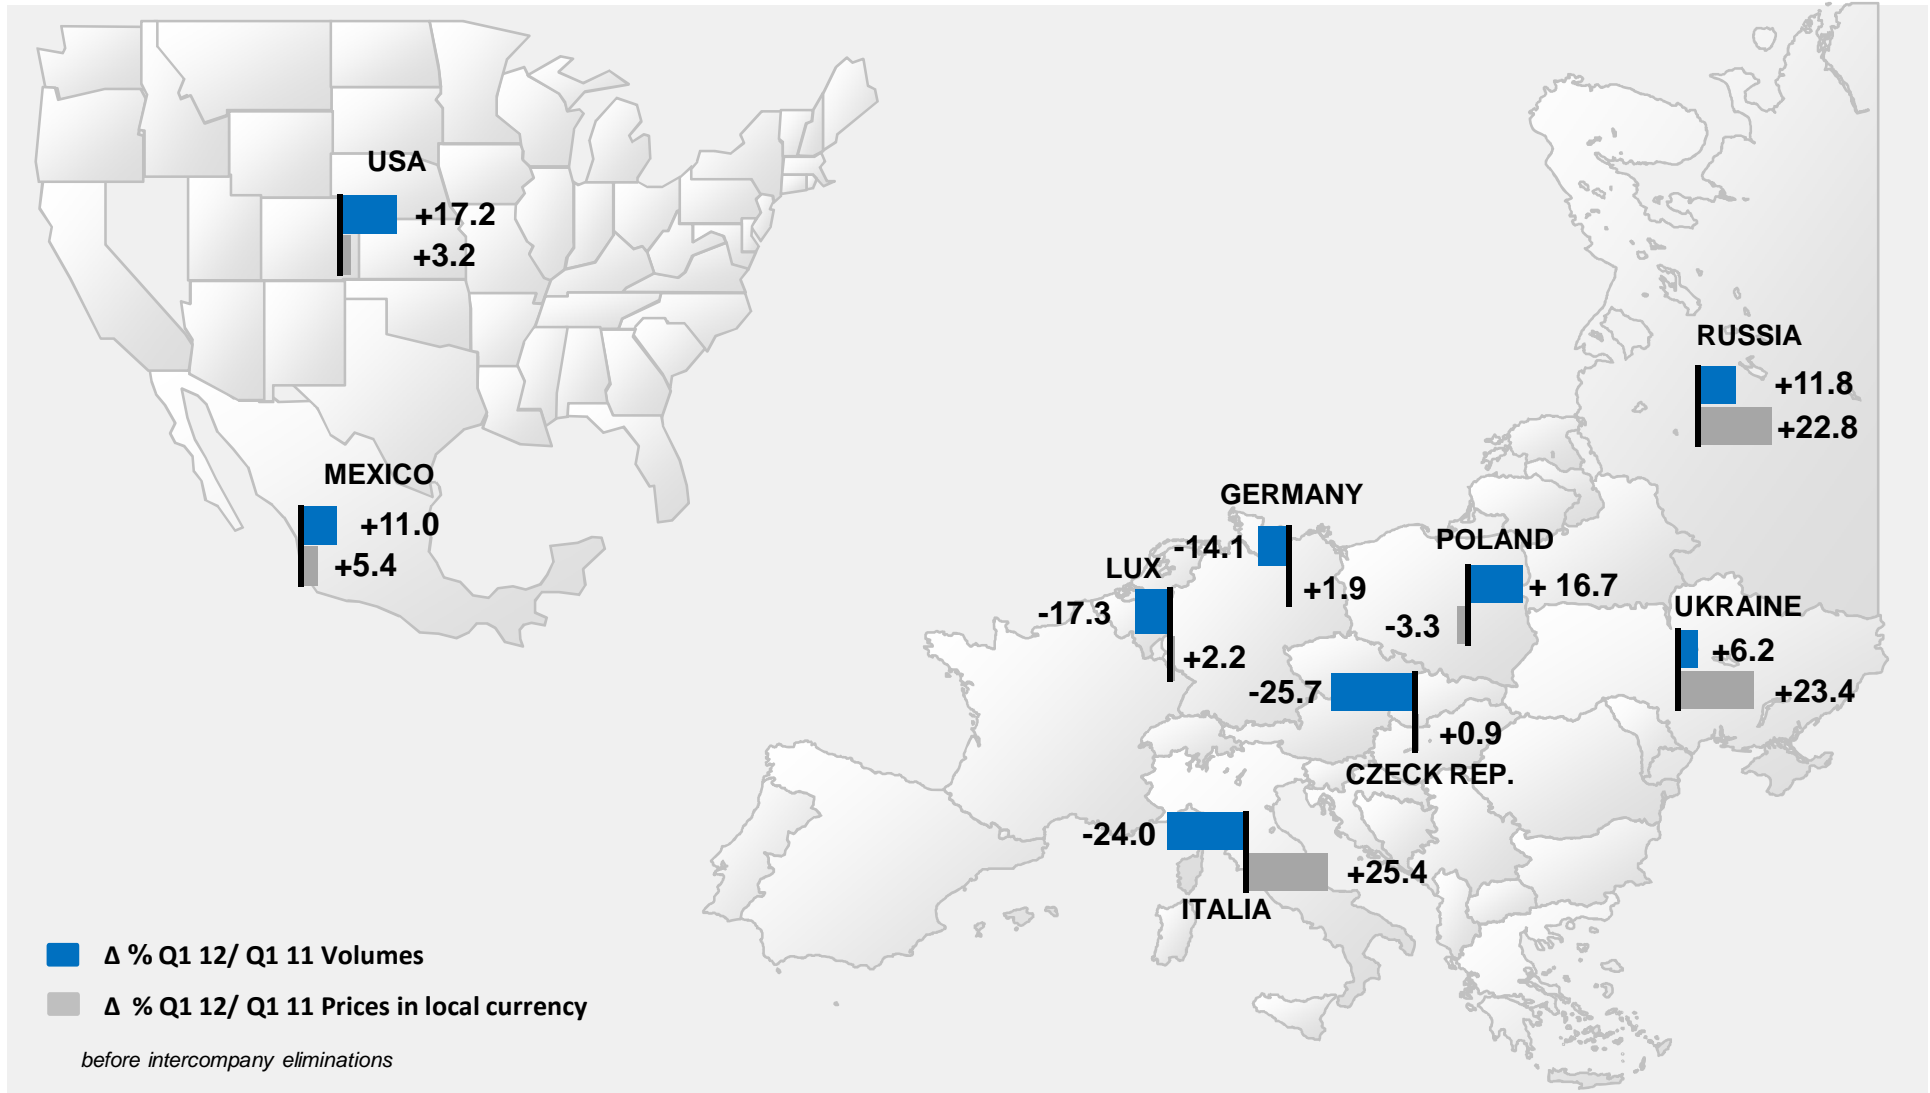 USA
+17.2
+3.2
MEXICO
+11.0
+5.4
RUSSIA
+11.8
+22.8
GERMANY
-14.1
+1.9
POLAND
+ 16.7
-3.3
LUX
-17.3
+2.2
UKRAINE
+6.2
+23.4
-25.7
+0.9
CZECK REP.
-24.0
+25.4
ITALIA
Δ % Q1 12/ Q1 11 Volumes
Δ % Q1 12/ Q1 11 Prices in local currency
before intercompany eliminations